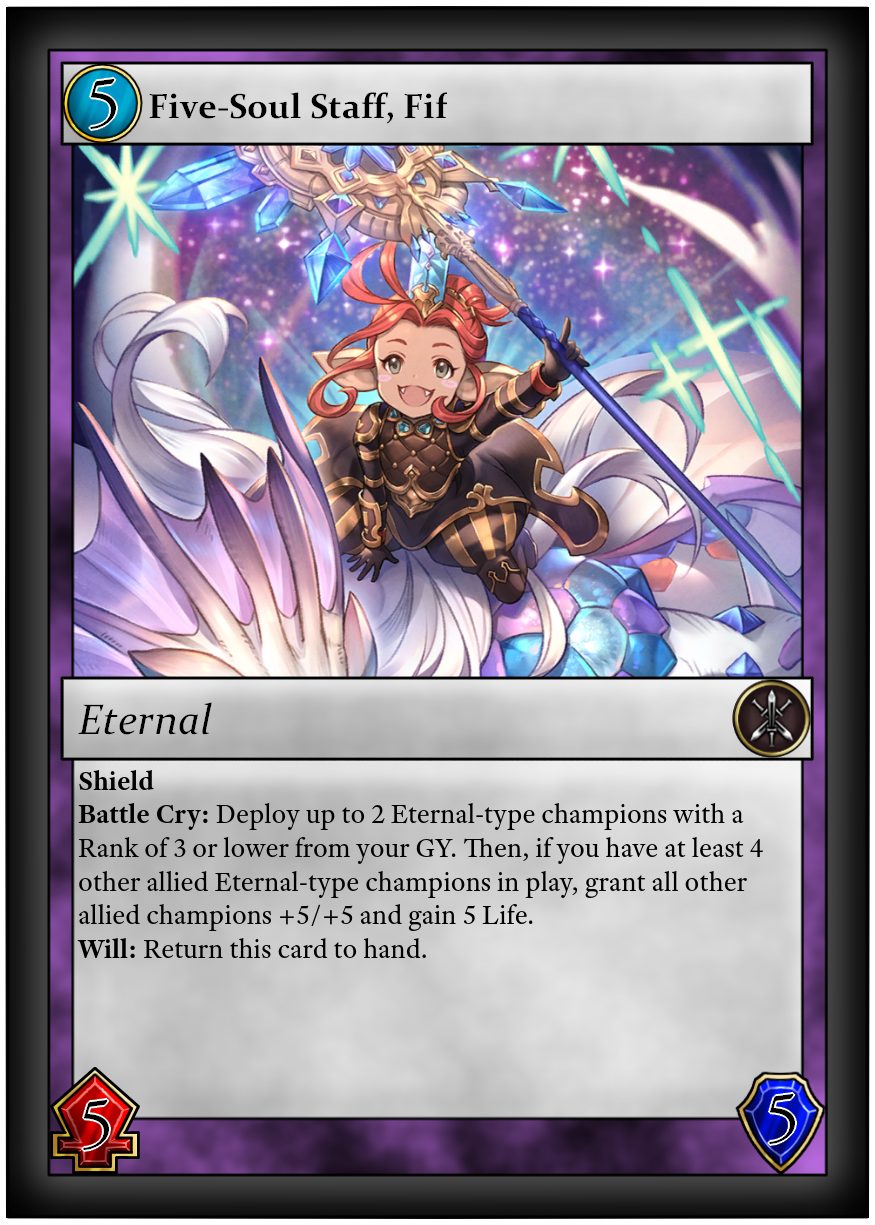 5
Five-Soul Staff, Fif
Eternal
Shield
Battle Cry: Deploy up to 2 Eternal-type champions with a
Rank of 3 or lower from your GY. Then, if you have at least 4
other allied Eternal-type champions in play, grant all other
allied champions +5/+5 and gain 5 Life.
Will: Return this card to hand.
5
5